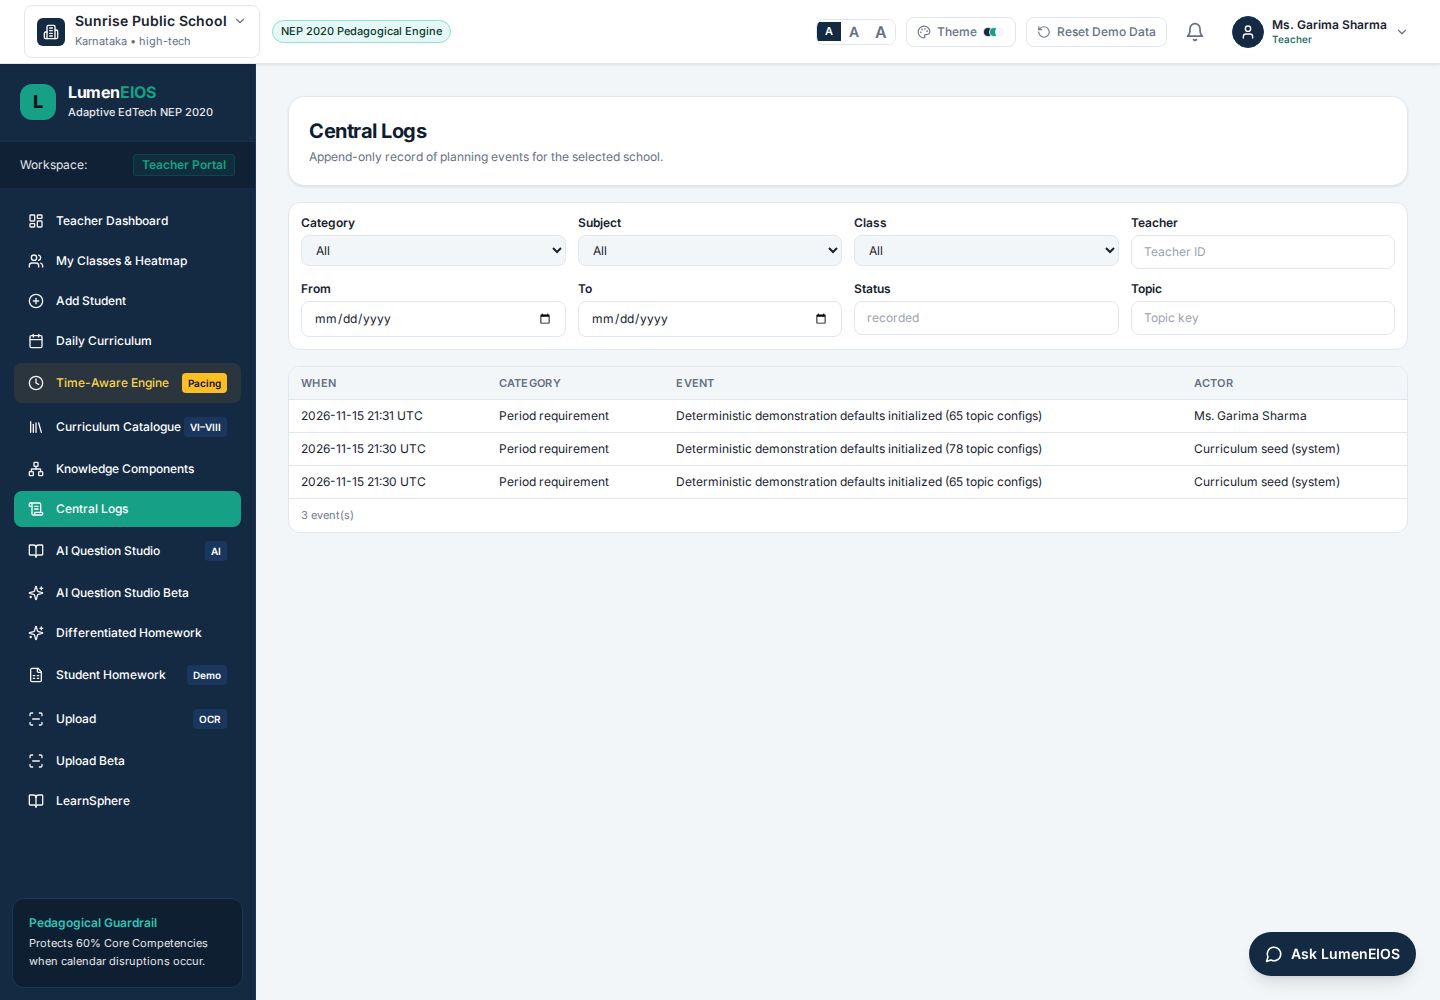 Sunrise Public School
Karnataka • high-tech
NEP 2020 Pedagogical Engine
A A A
Theme
Reset Demo Data
Ms. Garima Sharma
Teacher
L
LumenEIOS
Adaptive EdTech NEP 2020
Workspace: Teacher Portal
Teacher Dashboard
My Classes & Heatmap
Add Student
Daily Curriculum
Time-Aware Engine Pacing
Curriculum Catalogue VI–VIII
Knowledge Components
Central Logs
AI Question Studio AI
AI Question Studio Beta
Differentiated Homework
Student Homework Demo
Upload OCR
Upload Beta
LearnSphere
Pedagogical Guardrail
Protects 60% Core Competencies
when calendar disruptions occur.
Central Logs
Append-only record of planning events for the selected school.
Category Subject Class Teacher
All All All Teacher ID
From To Status Topic
mm/dd/yyyy mm/dd/yyyy recorded Topic key
WHEN CATEGORY EVENT ACTOR
2026-11-15 21:31 UTC Period requirement Deterministic demonstration defaults initialized (65 topic configs) Ms. Garima Sharma
2026-11-15 21:30 UTC Period requirement Deterministic demonstration defaults initialized (78 topic configs) Curriculum seed (system)
2026-11-15 21:30 UTC Period requirement Deterministic demonstration defaults initialized (65 topic configs) Curriculum seed (system)
3 event(s)
Ask LumenEIOS